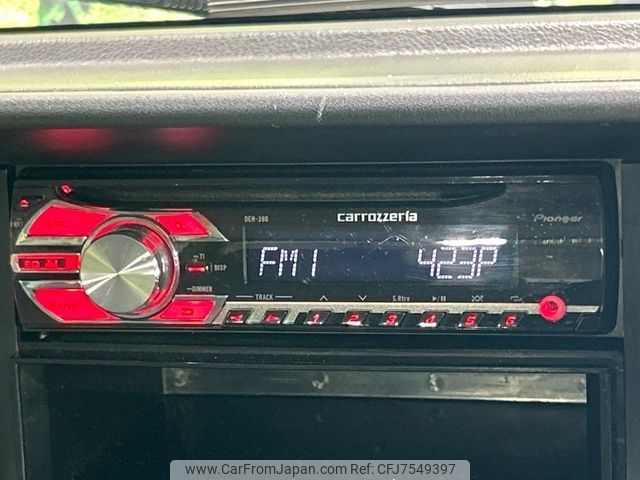 DEH-380
carrozzeria
Pioneer
FM1 4:23P
DISP
DIMMER
TRACK
S.Rtrv
1 2 3 4 5 6
www.CarFromJapan.com | Ref No.CFJ7549397